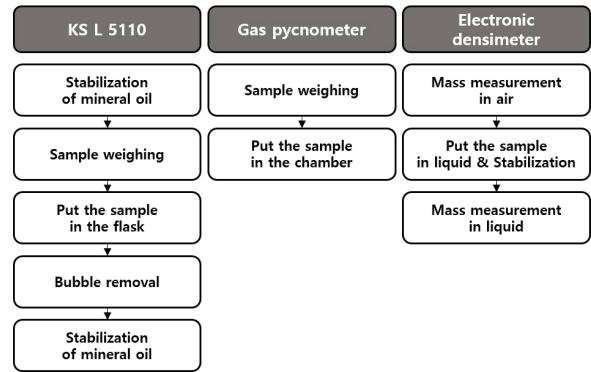 KS L 5110
Stabilization
of mineral oil
Sample weighing
Put the sample
in the flask
Bubble removal
Stabilization
of mineral oil
Gas pycnometer
Sample weighing
Put the sample
in the chamber
Electronic
densimeter
Mass measurement
in air
Put the sample
in liquid & Stabilization
Mass measurement
in liquid